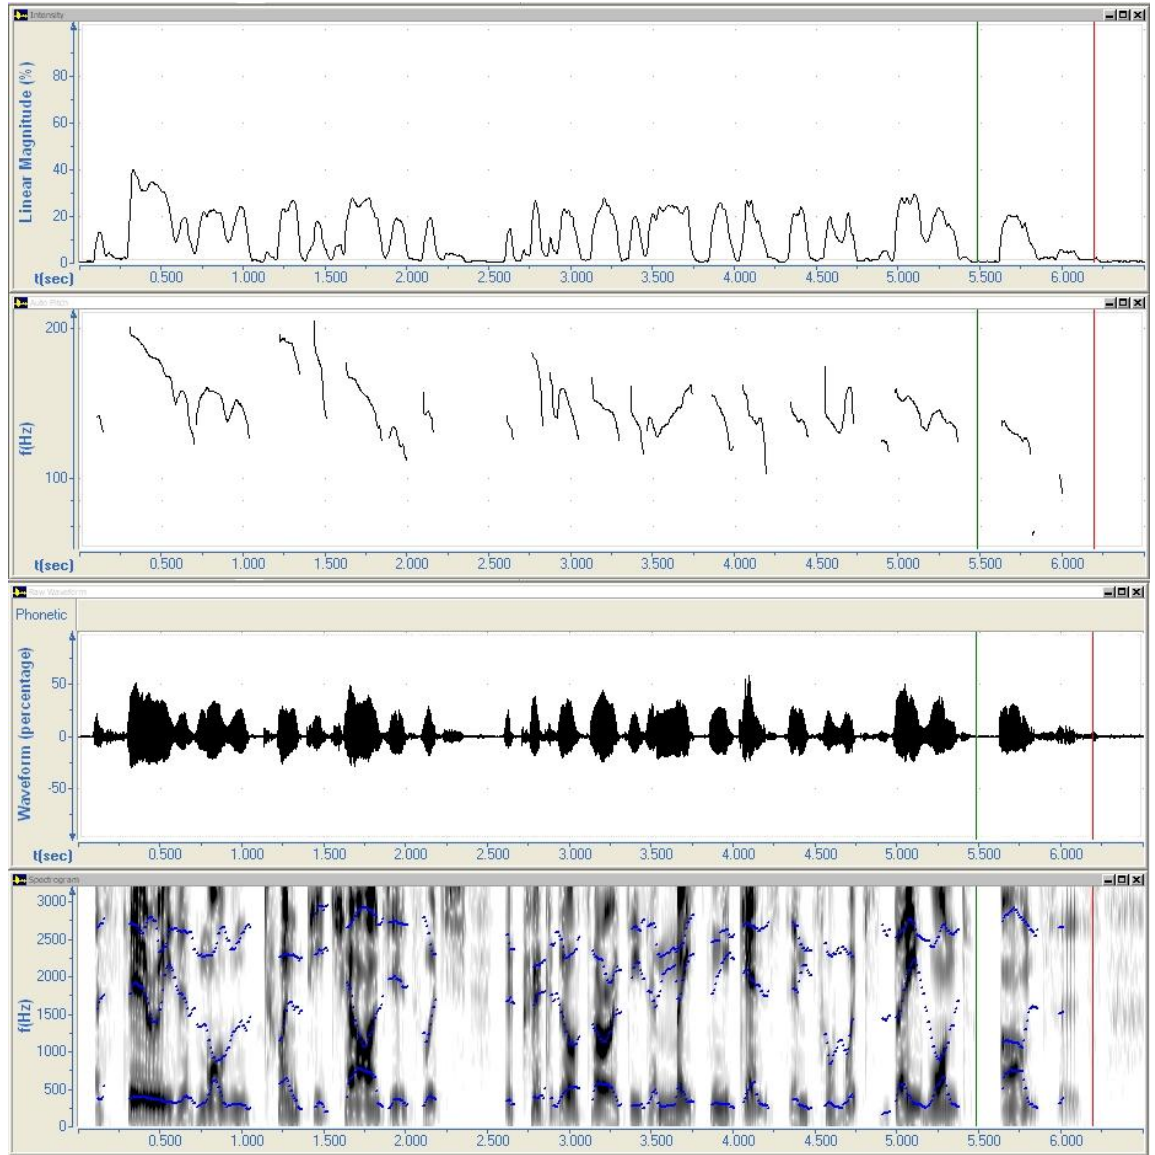 Intensity
Linear Magnitude (%)
80
60
40
20
0
t(sec)
0.500 1.000 1.500 2.000 2.500 3.000 3.500 4.000 4.500 5.000 5.500 6.000
Auto Pitch
f(Hz)
200
100
t(sec)
0.500 1.000 1.500 2.000 2.500 3.000 3.500 4.000 4.500 5.000 5.500 6.000
Raw Waveform
Phonetic
Waveform (percentage)
50
0
-50
t(sec)
0.500 1.000 1.500 2.000 2.500 3.000 3.500 4.000 4.500 5.000 5.500 6.000
Spectrogram
f(Hz)
3000
2500
2000
1500
1000
500
0
t(sec)
0.500 1.000 1.500 2.000 2.500 3.000 3.500 4.000 4.500 5.000 5.500 6.000